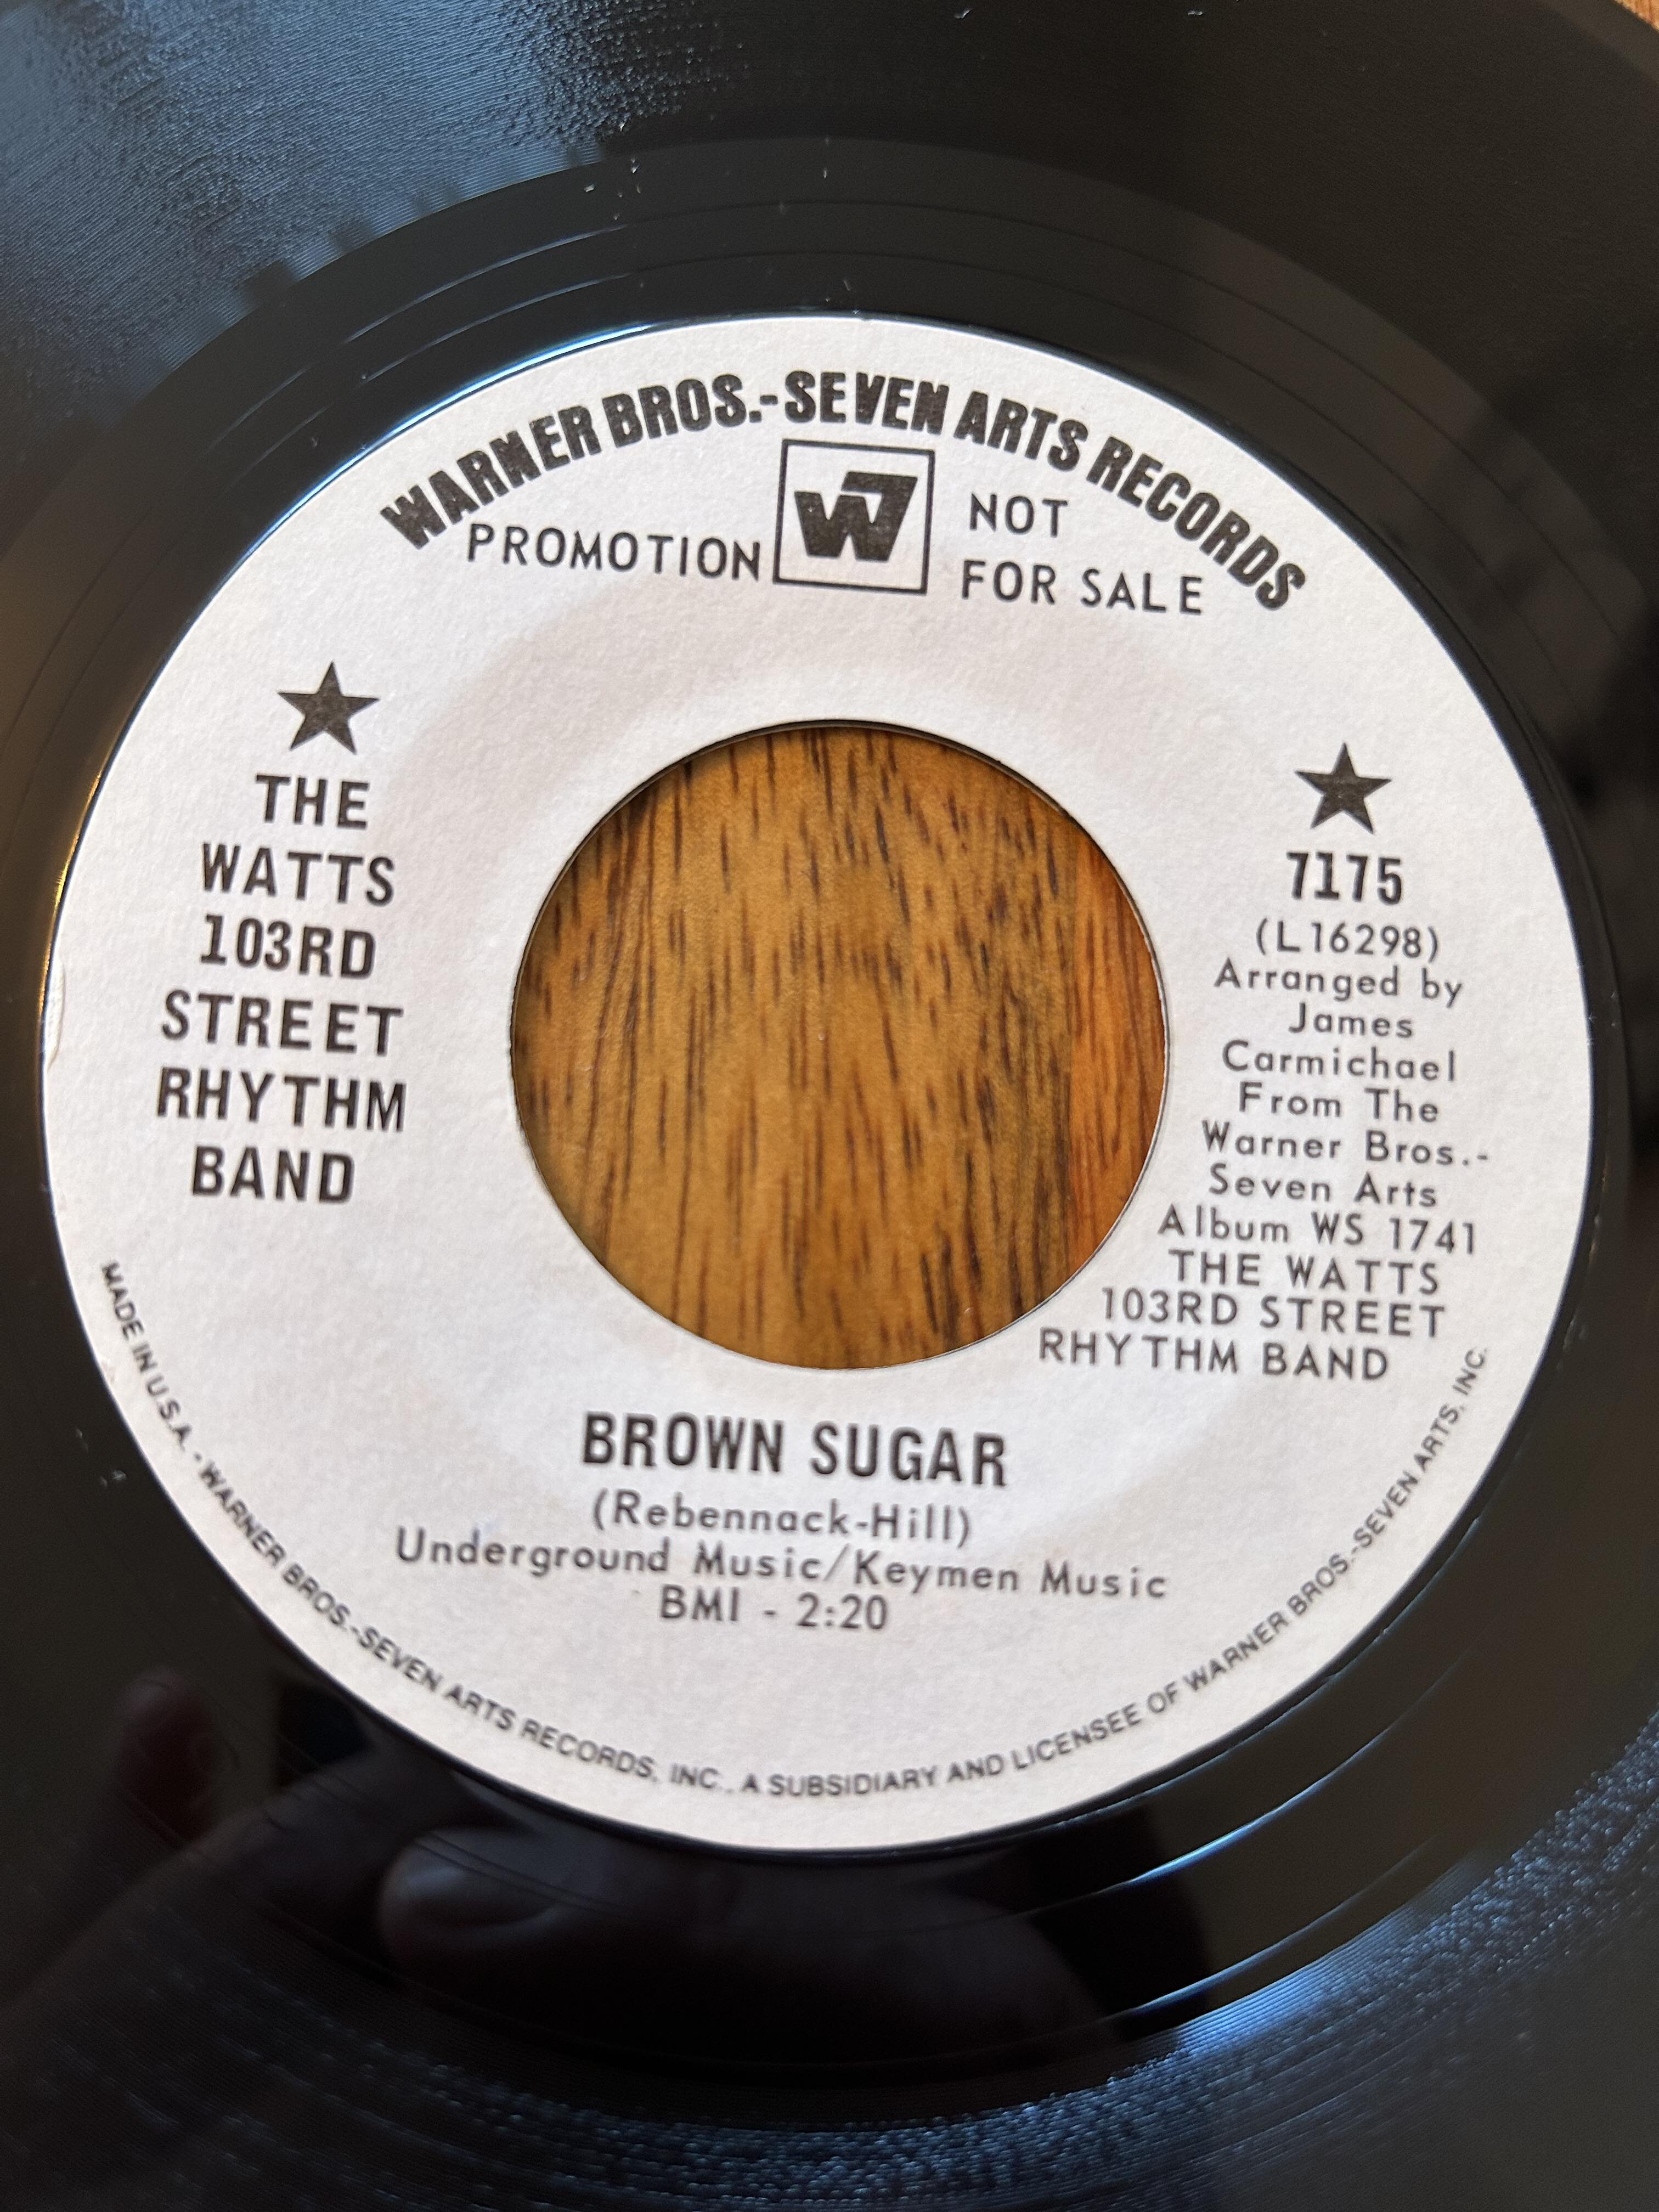 WARNER BROS.-SEVEN ARTS RECORDS
PROMOTION
W7
NOT
FOR SALE
THE
WATTS
103RD
STREET
RHYTHM
BAND
7175
(L16298)
Arranged by
James
Carmichael
From The
Warner Bros.-
Seven Arts
Album WS 1741
THE WATTS
103RD STREET
RHYTHM BAND
BROWN SUGAR
(Rebennack-Hill)
Underground Music/Keymen Music
BMI - 2:20
MADE IN U.S.A. - WARNER BROS.-SEVEN ARTS RECORDS, INC., A SUBSIDIARY AND LICENSEE OF WARNER BROS.-SEVEN ARTS, INC.